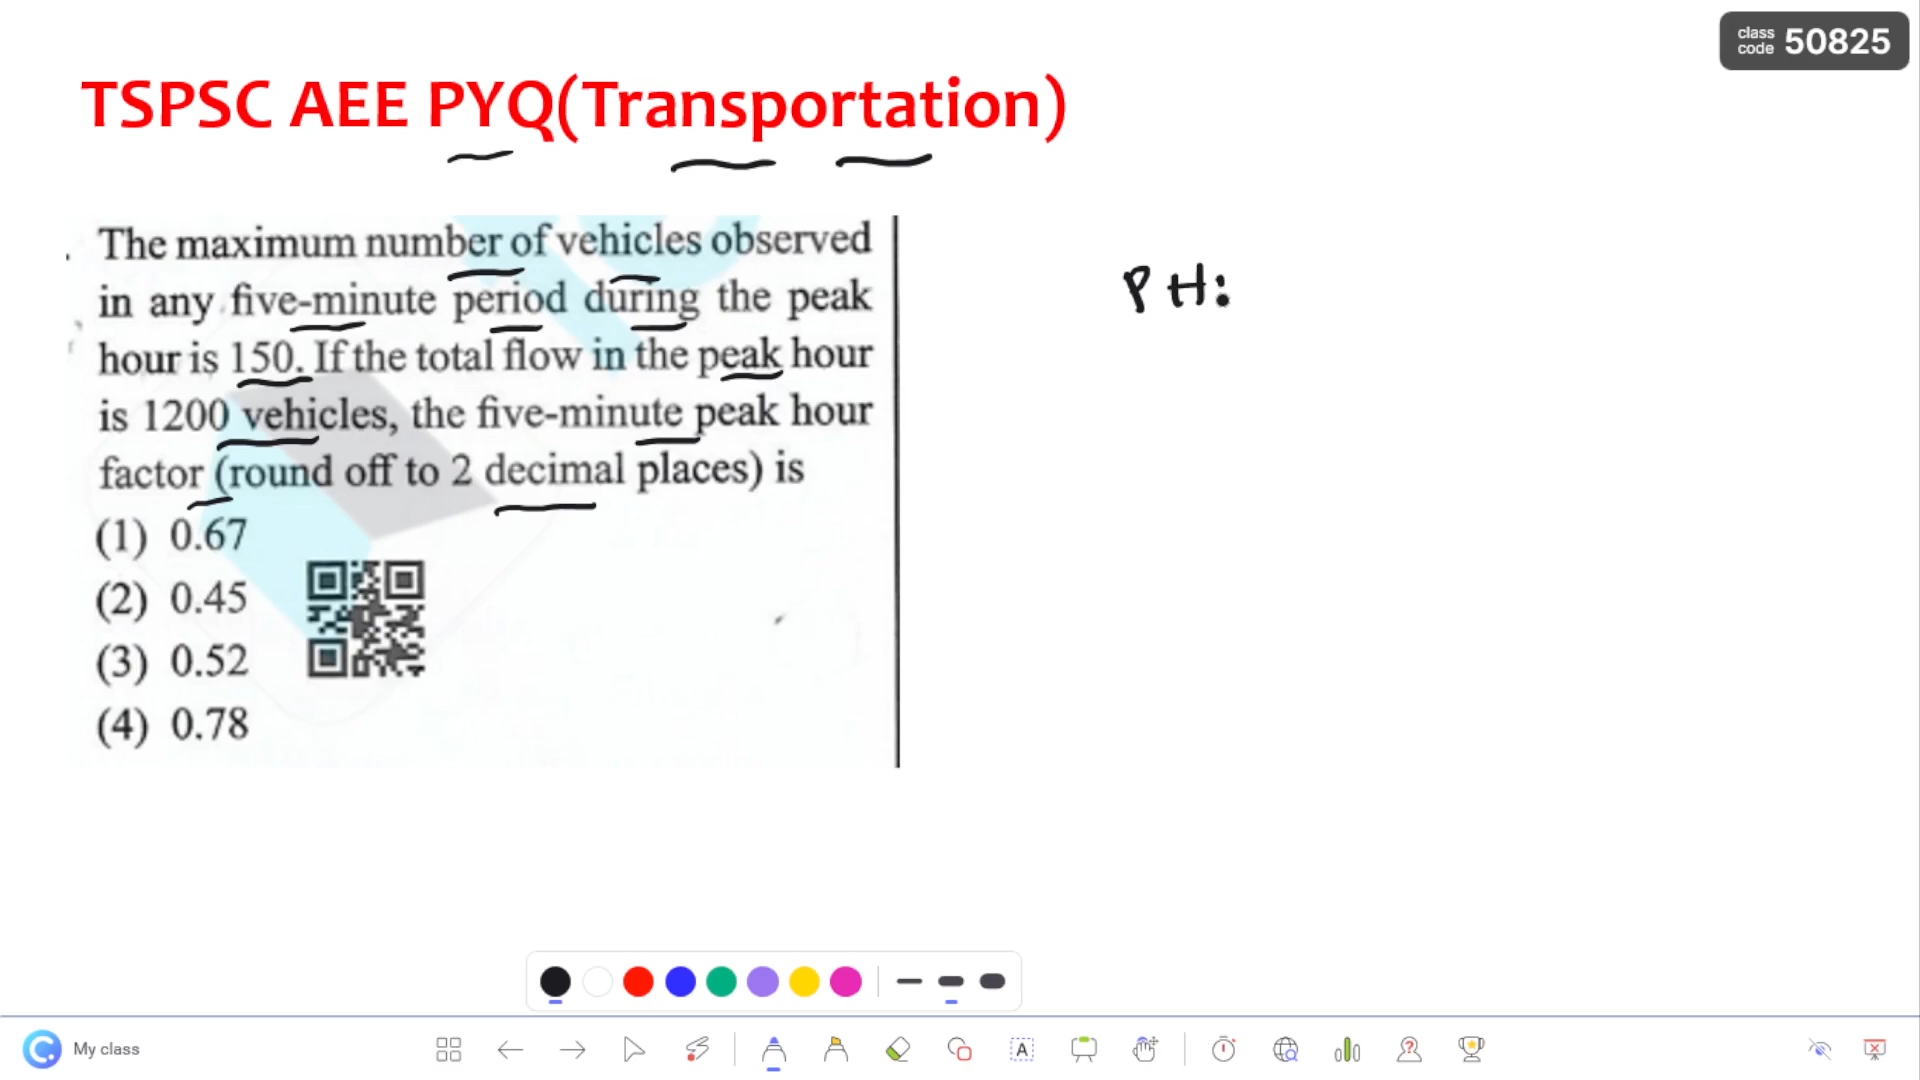 class code 50825
TSPSC AEE PYQ(Transportation)
The maximum number of vehicles observed
in any five-minute period during the peak
hour is 150. If the total flow in the peak hour
is 1200 vehicles, the five-minute peak hour
factor (round off to 2 decimal places) is
(1) 0.67
(2) 0.45
(3) 0.52
(4) 0.78
PH:
My class